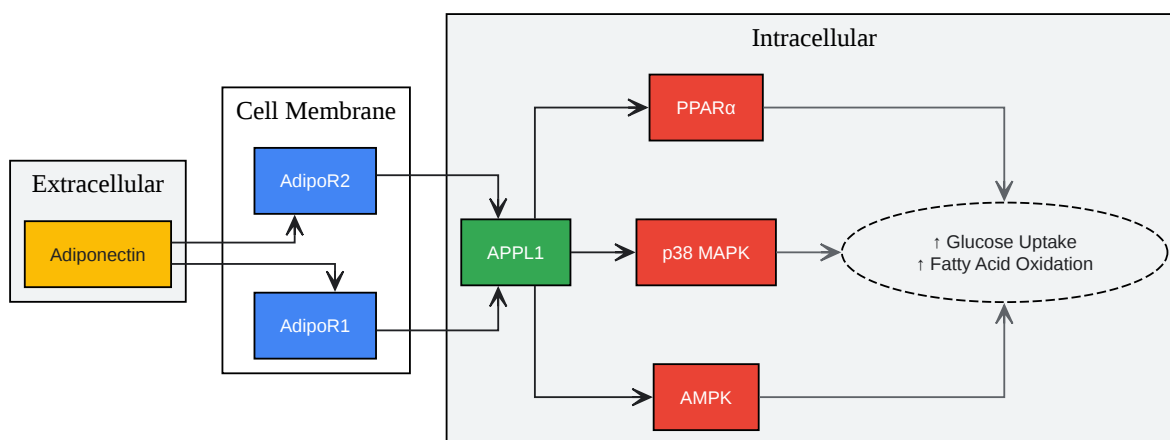 Intracellular
Cell Membrane
Extracellular
Adiponectin
AdipoR2
AdipoR1
APPL1
PPARα
p38 MAPK
AMPK
↑ Glucose Uptake
↑ Fatty Acid Oxidation